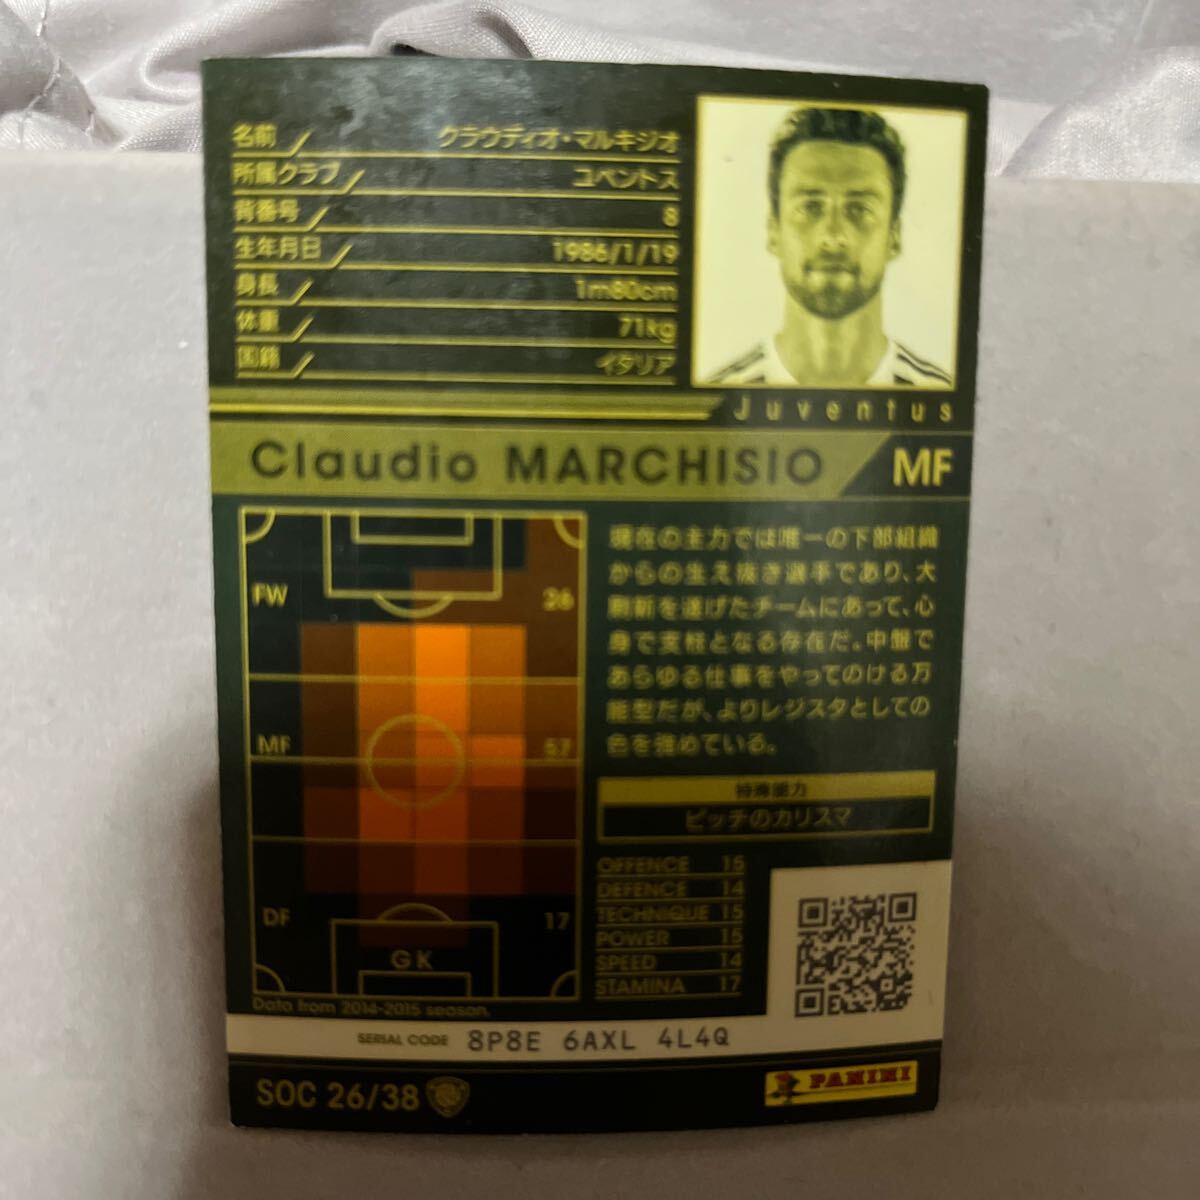 名前 クラウディオ・マルキジオ
所属クラブ ユベントス
背番号 8
生年月日 1986/1/19
身長 1m80cm
体重 71kg
国籍 イタリア
Juventus
Claudio MARCHISIO MF
FW 26
MF 57
DF 17
GK
Data from 2014-2015 season.
現在の主力では唯一の下部組織
からの生え抜き選手であり、大
刷新を遂げたチームにあって、心
身で支柱となる存在だ。中盤で
あらゆる仕事をやってのける万
能型だが、よりレジスタとしての
色を強めている。
特殊能力
ピッチのカリスマ
OFFENCE 15
DEFENCE 14
TECHNIQUE 15
POWER 15
SPEED 14
STAMINA 17
SERIAL CODE 8P8E 6AXL 4L4Q
SOC 26/38
PANINI